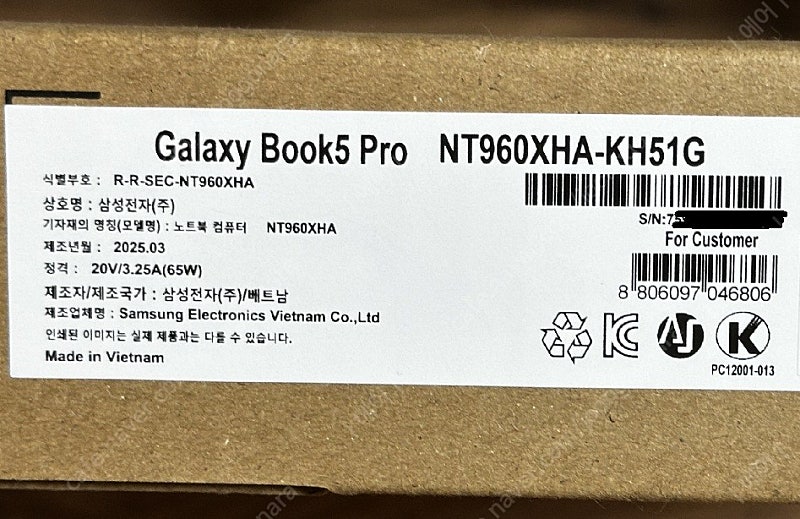 Galaxy Book5 Pro NT960XHA-KH51G
식별부호 : R-R-SEC-NT960XHA
상호명 : 삼성전자(주)
기자재의 명칭(모델명) : 노트북 컴퓨터 NT960XHA
제조년월 : 2025.03
정격 : 20V/3.25A(65W)
제조자/제조국가 : 삼성전자(주)/베트남
제조업체명 : Samsung Electronics Vietnam Co.,Ltd
인쇄된 이미지는 실제 제품과는 다를 수 있습니다.
Made in Vietnam
S/N:
For Customer
8 806097 046806
PC12001-013